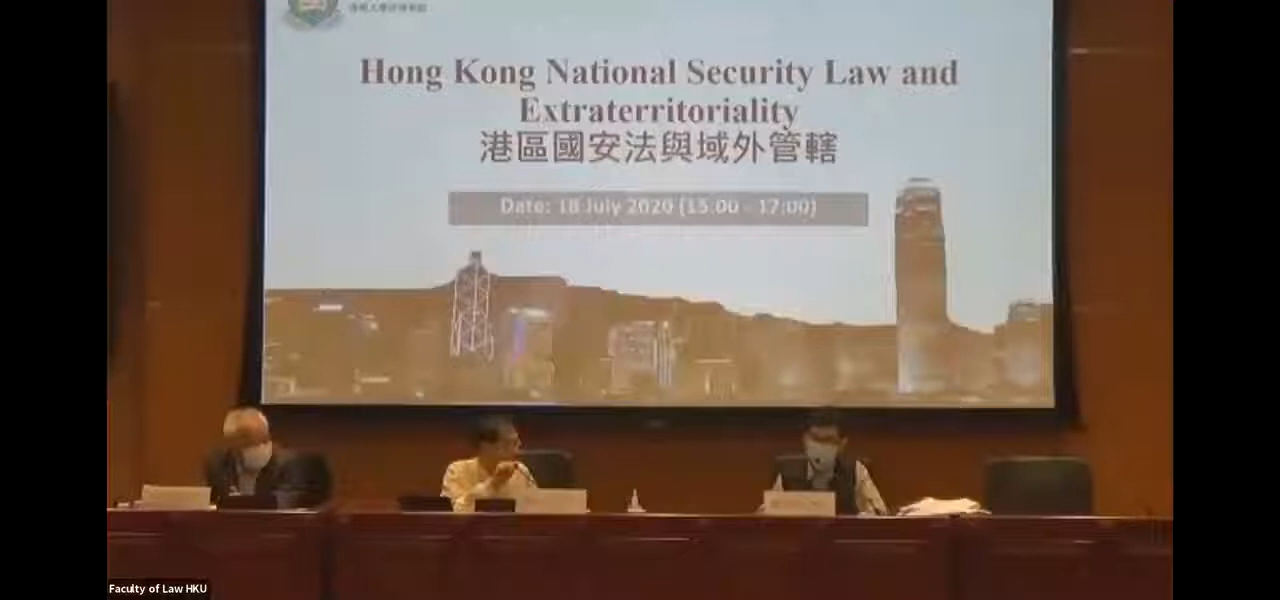 Hong Kong National Security Law and
Extraterritoriality
港區國安法與域外管轄
Date: 18 July 2020 (15:00 - 17:00)
Faculty of Law HKU